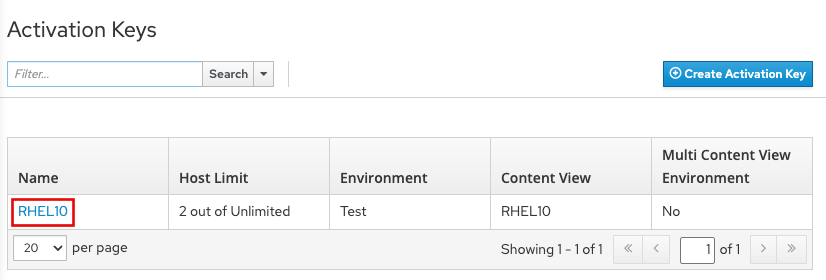 Activation Keys
Filter... Search Create Activation Key
Name Host Limit Environment Content View Multi Content View Environment
RHEL10 2 out of Unlimited Test RHEL10 No
20 per page Showing 1 - 1 of 1 « ‹ 1 of 1 › »